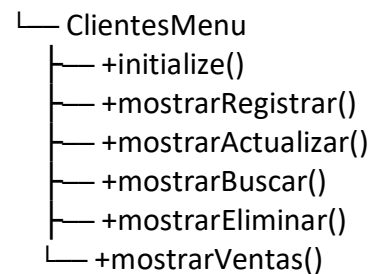 └── ClientesMenu
├── +initialize()
├── +mostrarRegistrar()
├── +mostrarActualizar()
├── +mostrarBuscar()
├── +mostrarEliminar()
└── +mostrarVentas()